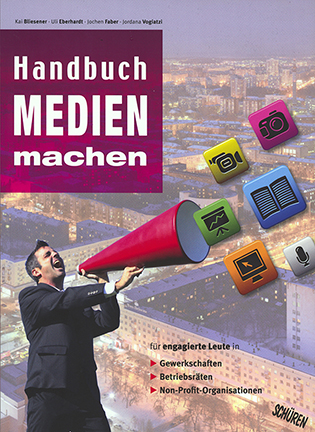 Kai Bliesener · Uli Eberhardt · Jochen Faber · Jordana Vogiatzi
Handbuch
MEDIEN
machen
für engagierte Leute in
▶ Gewerkschaften
▶ Betriebsräten
▶ Non-Profit-Organisationen
SCHÜREN